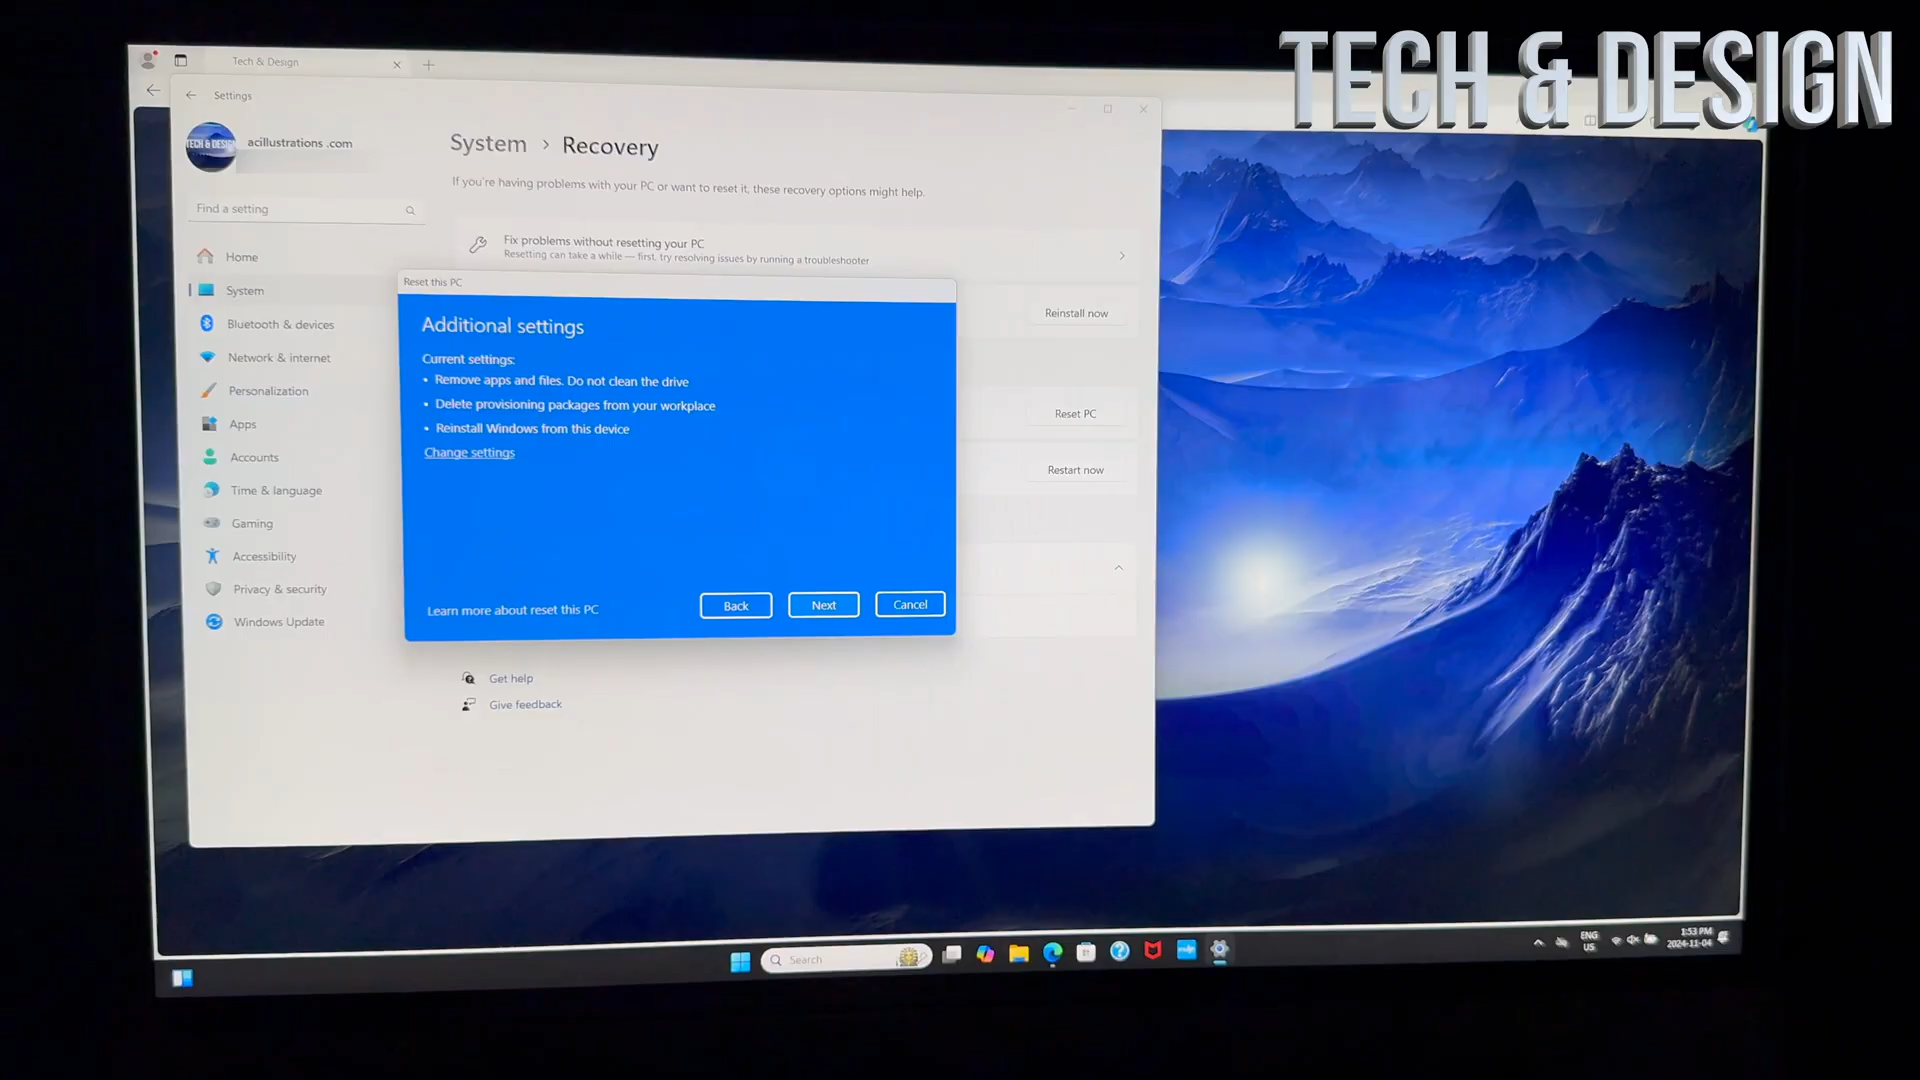 TECH & DESIGN
Tech & Design
Settings
TECH & DESIGN
acillustrations .com
System > Recovery
If you're having problems with your PC or want to reset it, these recovery options might help.
Find a setting
Fix problems without resetting your PC
Resetting can take a while — first, try resolving issues by running a troubleshooter
Home
System
Bluetooth & devices
Network & internet
Personalization
Apps
Accounts
Time & language
Gaming
Accessibility
Privacy & security
Windows Update
Reset this PC
Additional settings
Current settings:
• Remove apps and files. Do not clean the drive
• Delete provisioning packages from your workplace
• Reinstall Windows from this device
Change settings
Learn more about reset this PC
Back
Next
Cancel
Reinstall now
Reset PC
Restart now
Get help
Give feedback
Search
ENG
US
1:53 PM
2024-11-04